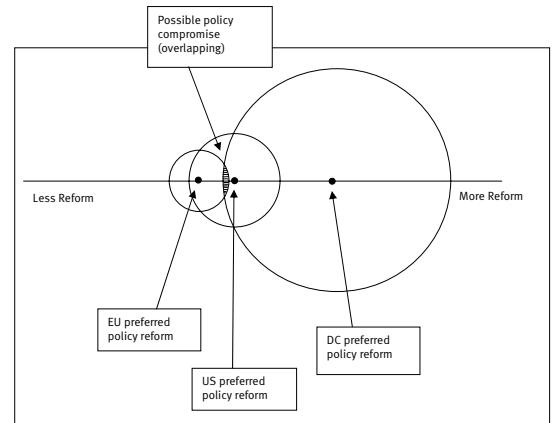 Possible policy
compromise
(overlapping)
Less Reform
More Reform
EU preferred
policy reform
DC preferred
policy reform
US preferred
policy reform